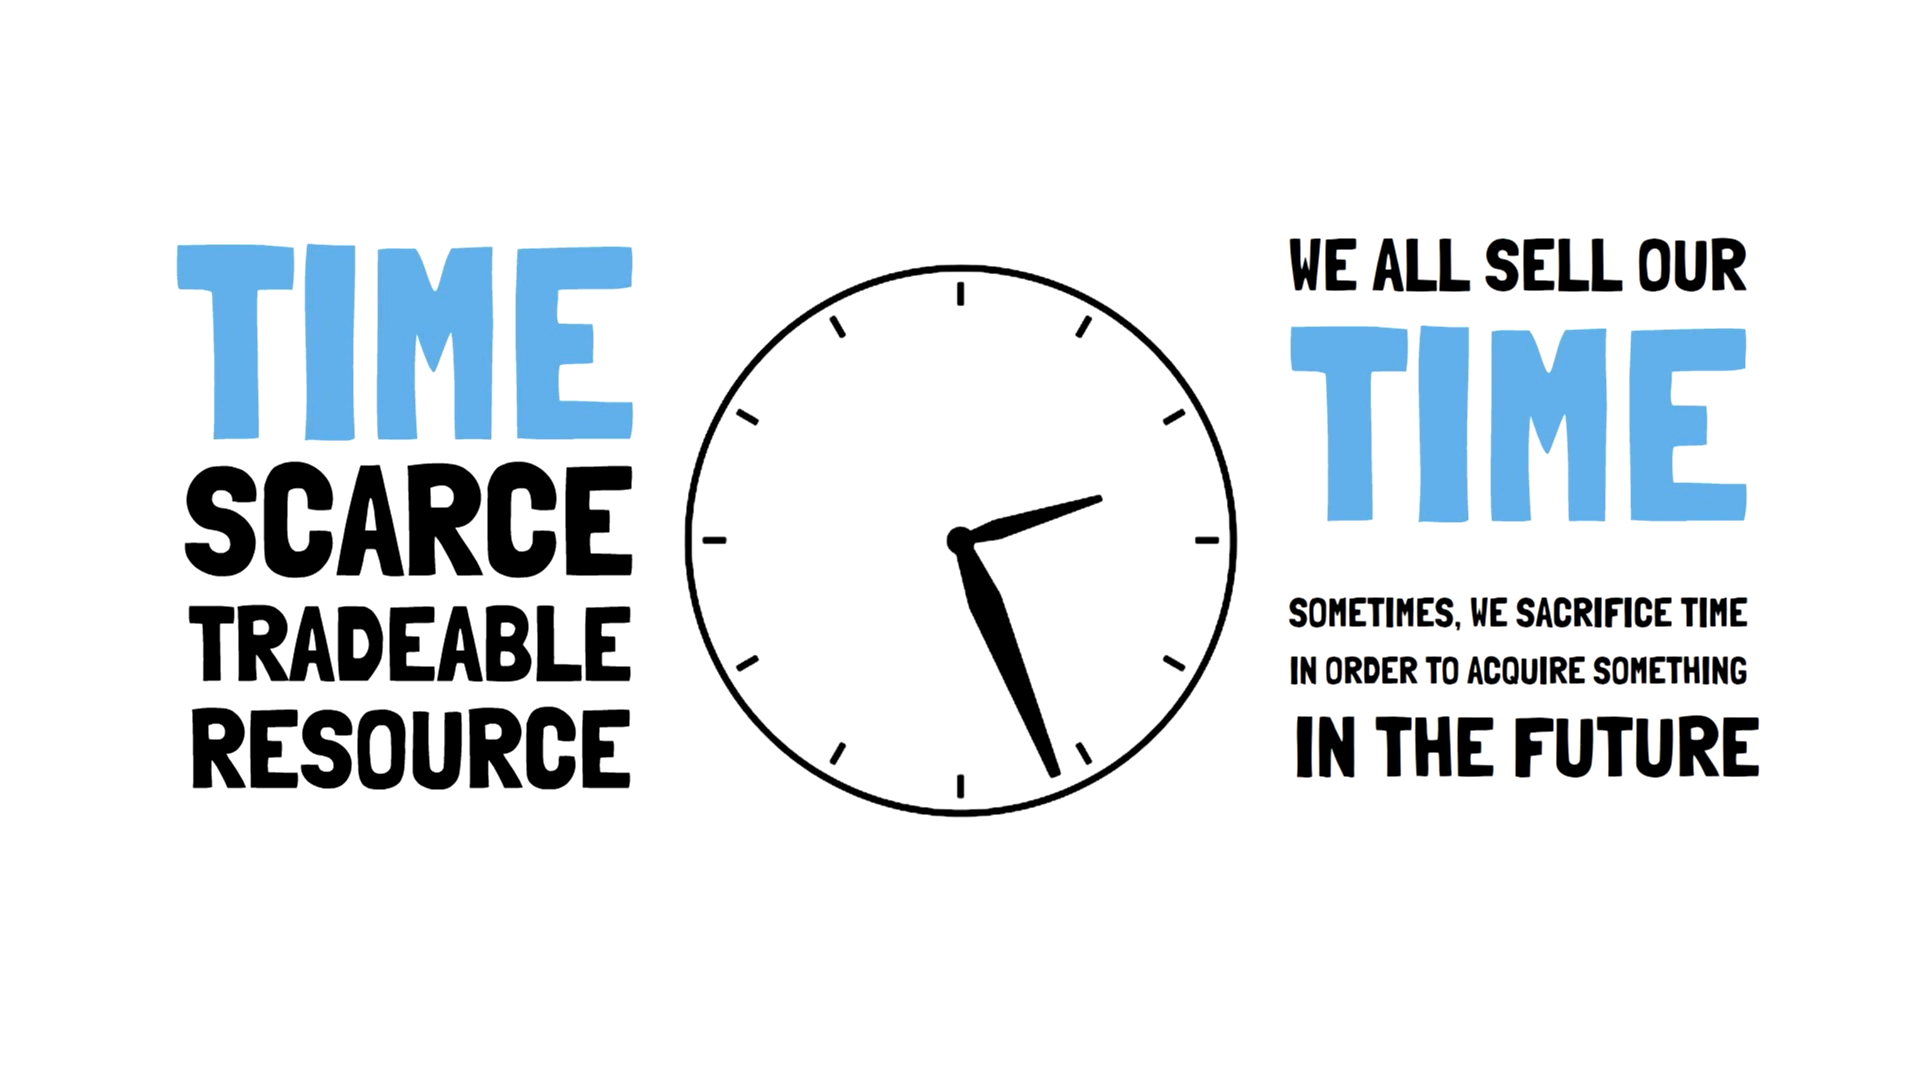 TIME
SCARCE
TRADEABLE
RESOURCE
WE ALL SELL OUR
TIME
SOMETIMES, WE SACRIFICE TIME
IN ORDER TO ACQUIRE SOMETHING
IN THE FUTURE